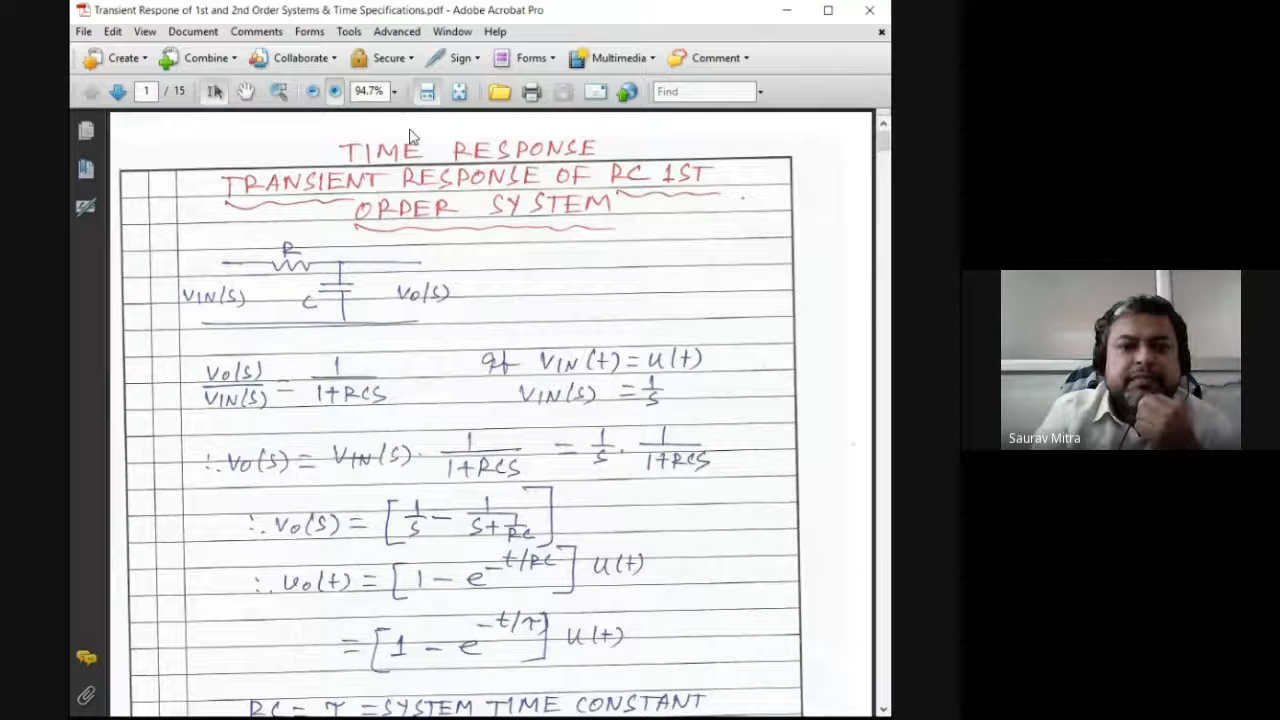 Transient Respone of 1st and 2nd Order Systems & Time Specifications.pdf - Adobe Acrobat Pro
File Edit View Document Comments Forms Tools Advanced Window Help
Create Combine Collaborate Secure Sign Forms Multimedia Comment
1 / 15 94.7% Find
TIME RESPONSE
TRANSIENT RESPONSE OF RC 1ST
ORDER SYSTEM
R
VIN(S) C VO(S)
VO(S)/VIN(S) = 1/(1+RCS) If VIN(t) = u(t)
VIN(S) = 1/S
∴ VO(S) = VIN(S) · 1/(1+RCS) = 1/S · 1/(1+RCS)
∴ VO(S) = [1/S − 1/(S+1/RC)]
∴ VO(t) = [1 − e^(−t/RC)] u(t)
= [1 − e^(−t/τ)] u(t)
RC = τ = SYSTEM TIME CONSTANT
Saurav Mitra